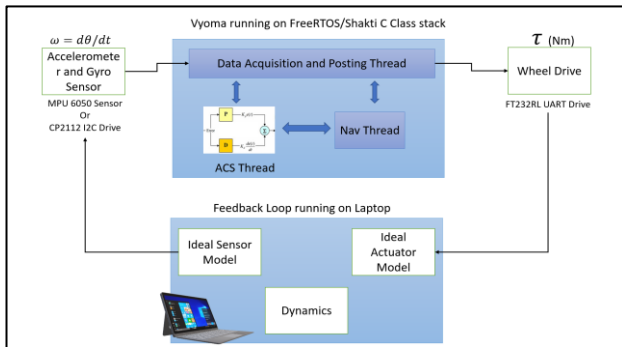 Vyoma running on FreeRTOS/Shakti C Class stack
ω = dθ/dt
Acceleromete
r and Gyro
Sensor
MPU 6050 Sensor
Or
CP2112 I2C Drive
Data Acquisition and Posting Thread
P
D
Σ
ACS Thread
Nav Thread
τ (Nm)
Wheel Drive
FT232RL UART Drive
Feedback Loop running on Laptop
Ideal Sensor
Model
Ideal
Actuator
Model
Dynamics